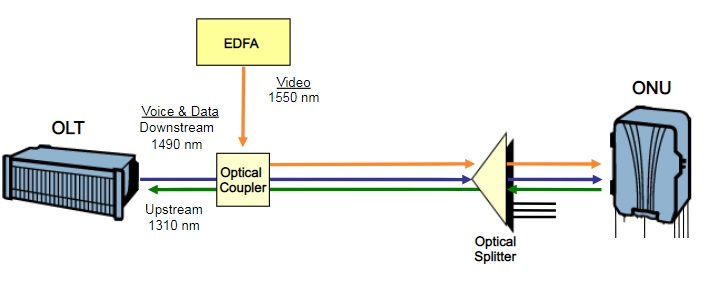 EDFA
Video
1550 nm
Voice & Data
Downstream
1490 nm
OLT
ONU
Optical
Coupler
Upstream
1310 nm
Optical
Splitter